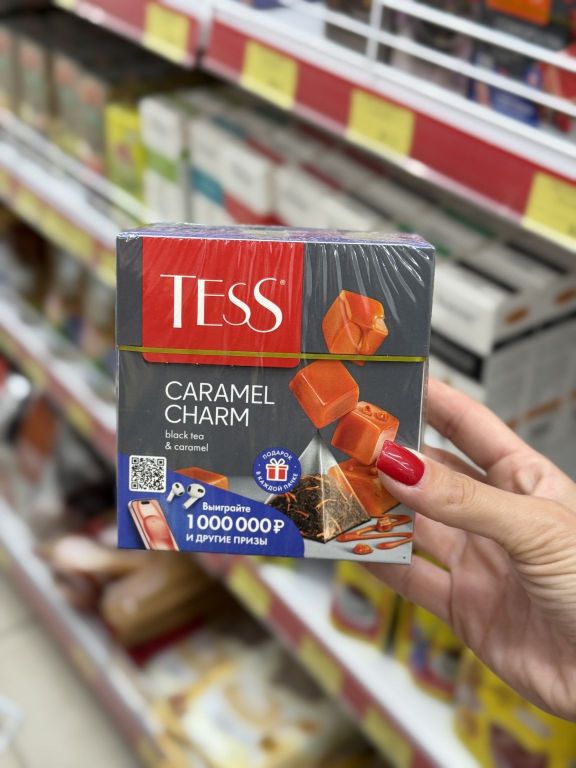 TESS®
CARAMEL
CHARM
black tea
& caramel
ПОДАРОК
В КАЖДОЙ ПАЧКЕ
Выиграйте
1 000 000 ₽
И ДРУГИЕ ПРИЗЫ